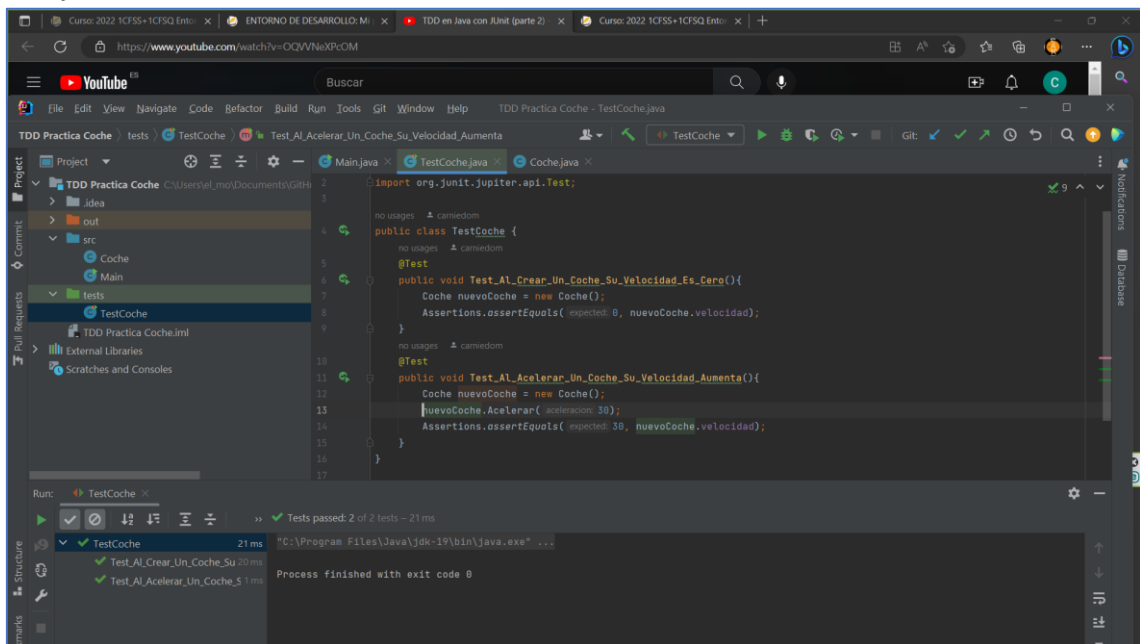 Curso: 2022 1CFSS+1CFSQ Entor
ENTORNO DE DESARROLLO: Mi
TDD en Java con JUnit (parte 2)
Curso: 2022 1CFSS+1CFSQ Entor
https://www.youtube.com/watch?v=OQVVNeXPcOM
YouTube ES
Buscar
C
File Edit View Navigate Code Refactor Build Run Tools Git Window Help TDD Practica Coche - TestCoche.java
TDD Practica Coche tests TestCoche Test_Al_Acelerar_Un_Coche_Su_Velocidad_Aumenta
TestCoche
Git:
Project
Main.java
TestCoche.java
Coche.java
TDD Practica Coche C:\Users\el_mo\Documents\GitH
.idea
out
src
Coche
Main
tests
TestCoche
TDD Practica Coche.iml
External Libraries
Scratches and Consoles
Project
Commit
Pull Requests
Structure
Notifications
Database
9
2 import org.junit.jupiter.api.Test;
3
no usages carniedom
4 public class TestCoche {
no usages carniedom
5 @Test
6 public void Test_Al_Crear_Un_Coche_Su_Velocidad_Es_Cero(){
7 Coche nuevoCoche = new Coche();
8 Assertions.assertEquals( expected: 0, nuevoCoche.velocidad);
9 }
no usages carniedom
10 @Test
11 public void Test_Al_Acelerar_Un_Coche_Su_Velocidad_Aumenta(){
12 Coche nuevoCoche = new Coche();
13 nuevoCoche.Acelerar( aceleracion: 30);
14 Assertions.assertEquals( expected: 30, nuevoCoche.velocidad);
15 }
16 }
17
Run: TestCoche
Tests passed: 2 of 2 tests – 21 ms
TestCoche 21 ms
Test_Al_Crear_Un_Coche_Su 20 ms
Test_Al_Acelerar_Un_Coche_S 1 ms
"C:\Program Files\Java\jdk-19\bin\java.exe" ...
Process finished with exit code 0